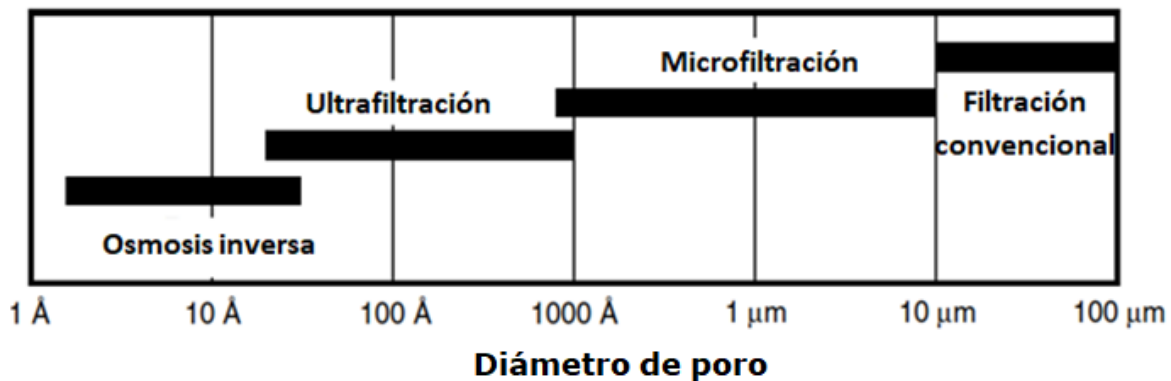 Microfiltración
Ultrafiltración
Filtración
convencional
Osmosis inversa
1 Å 10 Å 100 Å 1000 Å 1 μm 10 μm 100 μm
Diámetro de poro